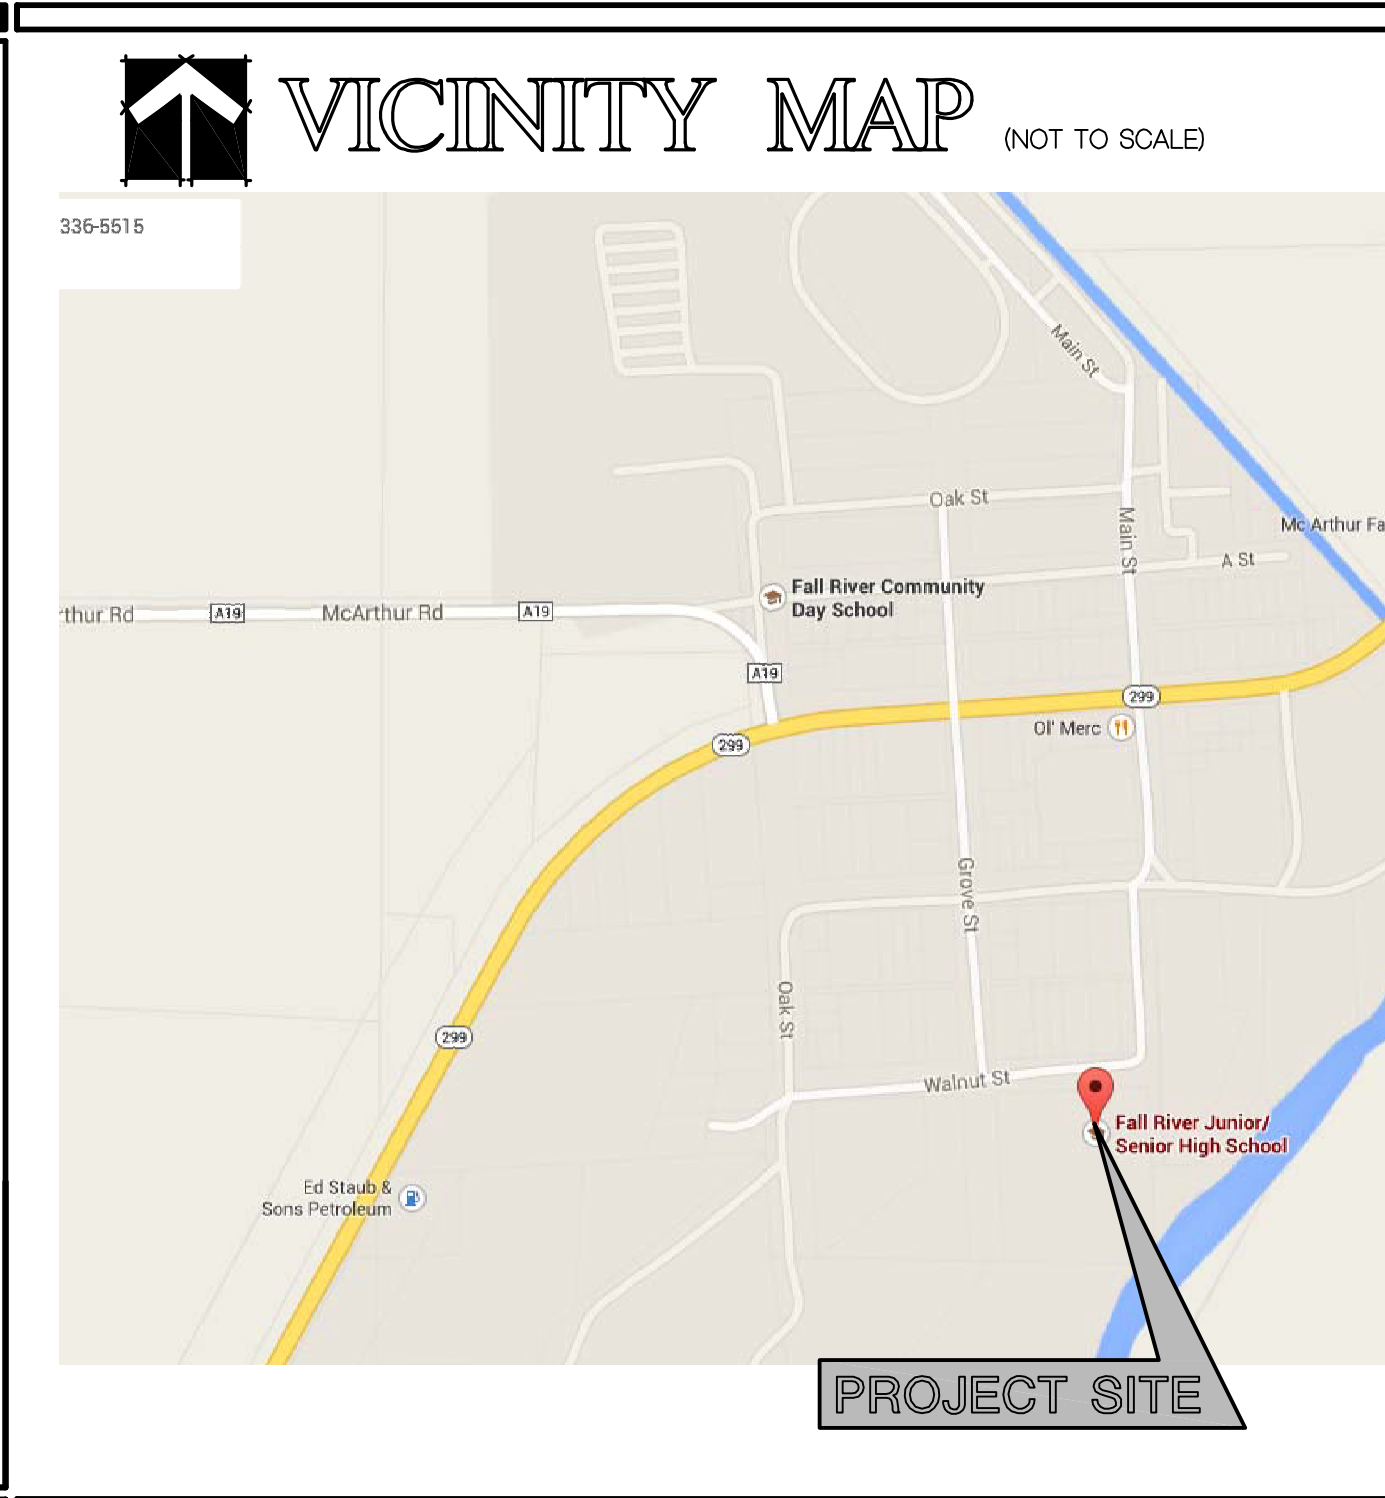 VICINITY MAP (NOT TO SCALE)
336-5515
Main St
Oak St
Main St
Mc Arthur Fa
A St
Fall River Community
Day School
thur Rd
A19
McArthur Rd
A19
A19
299
Ol' Merc
299
Grove St
Oak St
299
Walnut St
Fall River Junior/
Senior High School
Ed Staub &
Sons Petroleum
PROJECT SITE